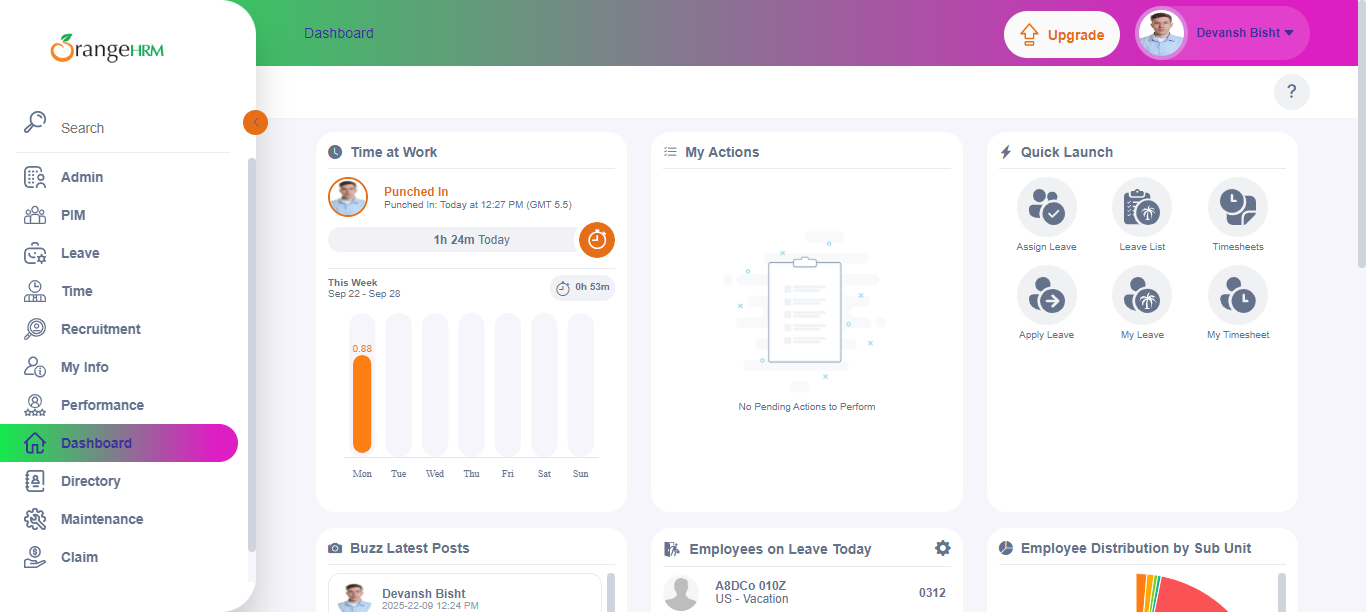 OrangeHRM
Dashboard
Upgrade
Devansh Bisht
?
Search
Admin
PIM
Leave
Time
Recruitment
My Info
Performance
Dashboard
Directory
Maintenance
Claim
Time at Work
Punched In
Punched In: Today at 12:27 PM (GMT 5.5)
1h 24m Today
This Week
Sep 22 - Sep 28
0h 53m
0.88
Mon Tue Wed Thu Fri Sat Sun
My Actions
No Pending Actions to Perform
Quick Launch
Assign Leave Leave List Timesheets
Apply Leave My Leave My Timesheet
Buzz Latest Posts
Devansh Bisht
2025-22-09 12:24 PM
Employees on Leave Today
A8DCo 010Z
US - Vacation
0312
Employee Distribution by Sub Unit